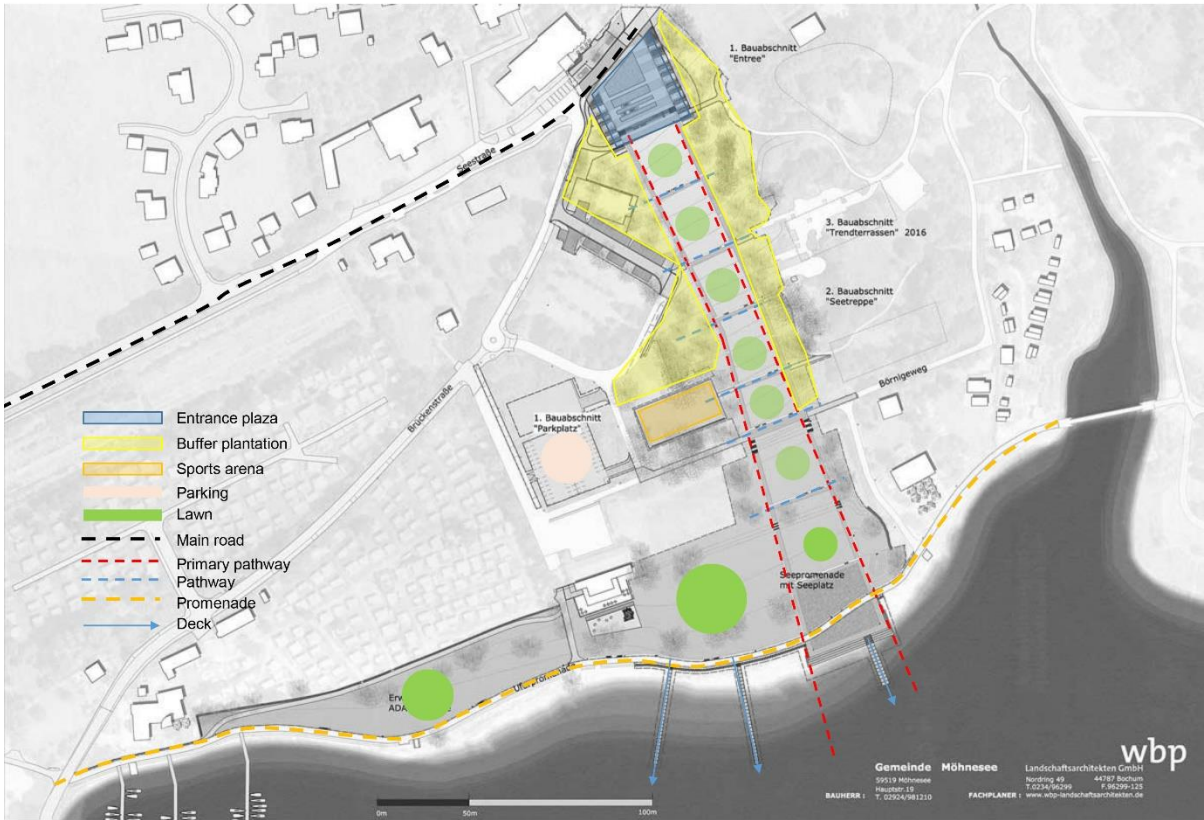 1. Bauabschnitt
"Entree"
Seestraße
3. Bauabschnitt
"Trendterrassen" 2016
2. Bauabschnitt
"Seetreppe"
Börnigeweg
Brückenstraße
1. Bauabschnitt
"Parkplatz"
Entrance plaza
Buffer plantation
Sports arena
Parking
Lawn
Main road
Primary pathway
Pathway
Promenade
Deck
Seepromenade
mit Seeplatz
Uferpromenade
Erw
ADA
0m 50m 100m
wbp
Gemeinde Möhnesee
59519 Möhnesee
Hauptstr.19
BAUHERR : T. 02924/981210
Landschaftsarchitekten GmbH
Nordring 49 44787 Bochum
T.0234/96299 F.96299-125
FACHPLANER : www.wbp-landschaftsarchitekten.de